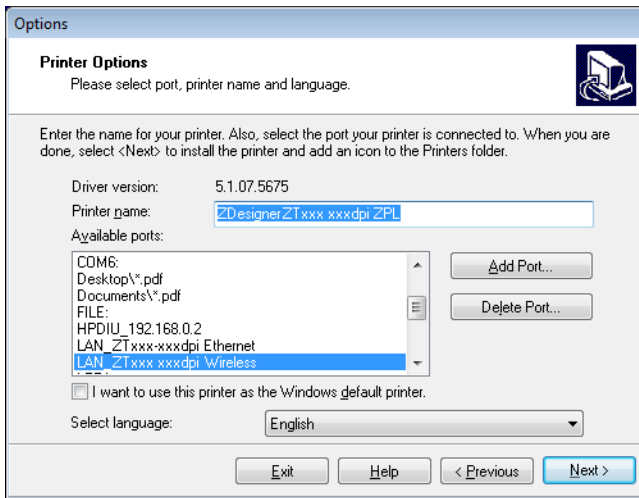 Options
Printer Options
Please select port, printer name and language.
Enter the name for your printer. Also, select the port your printer is connected to. When you are
done, select <Next> to install the printer and add an icon to the Printers folder.
Driver version: 5.1.07.5675
Printer name: ZDesignerZTxxx xxxdpi ZPL
Available ports:
COM6:
Desktop\*.pdf
Documents\*.pdf
FILE:
HPDIU_192.168.0.2
LAN_ZTxxx-xxxdpi Ethernet
LAN_ZTxxx xxxdpi Wireless
Add Port...
Delete Port...
I want to use this printer as the Windows default printer.
Select language: English
Exit Help < Previous Next >